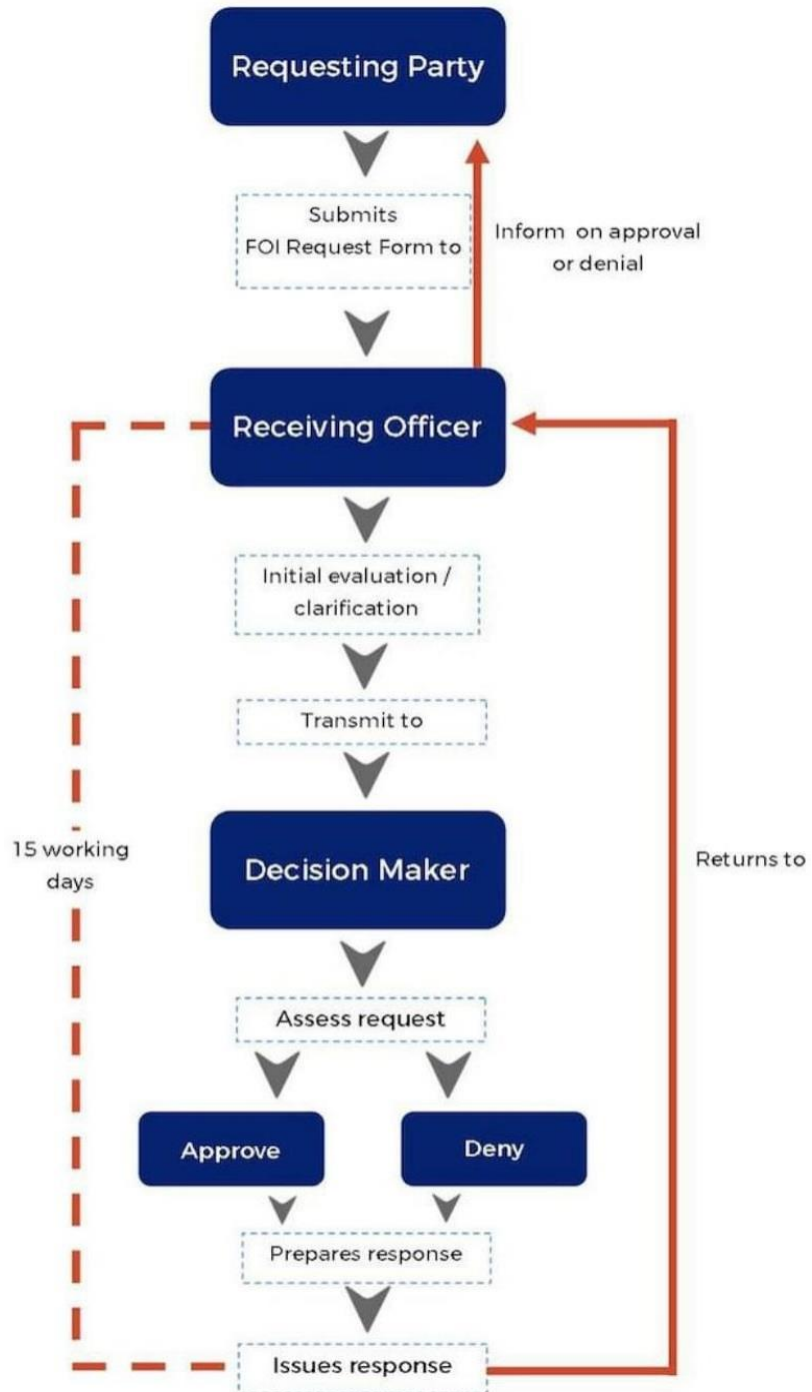 Requesting Party
Submits
FOI Request Form to
Inform on approval
or denial
Receiving Officer
Initial evaluation /
clarification
Transmit to
15 working
days
Decision Maker
Returns to
Assess request
Approve
Deny
Prepares response
Issues response